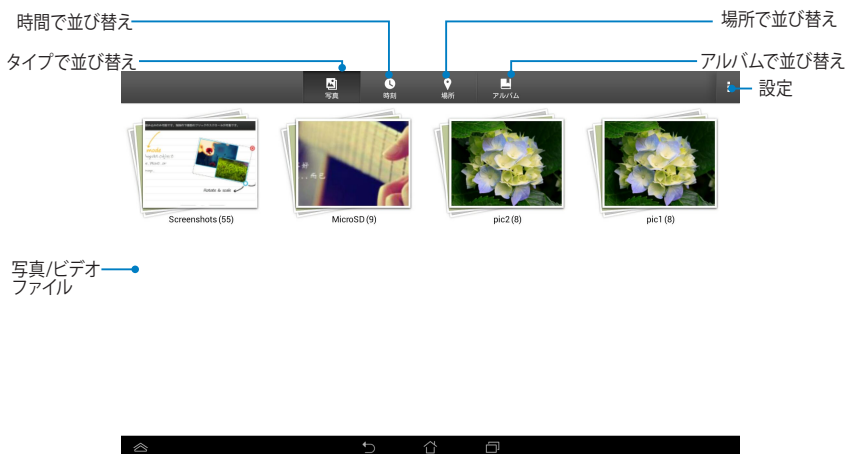 時間で並び替え
場所で並び替え
タイプで並び替え
アルバムで並び替え
設定
写真
時刻
場所
アルバム
Rotate & scale
Screenshots (55)
MicroSD (9)
pic2 (8)
pic1 (8)
写真/ビデオ
ファイル